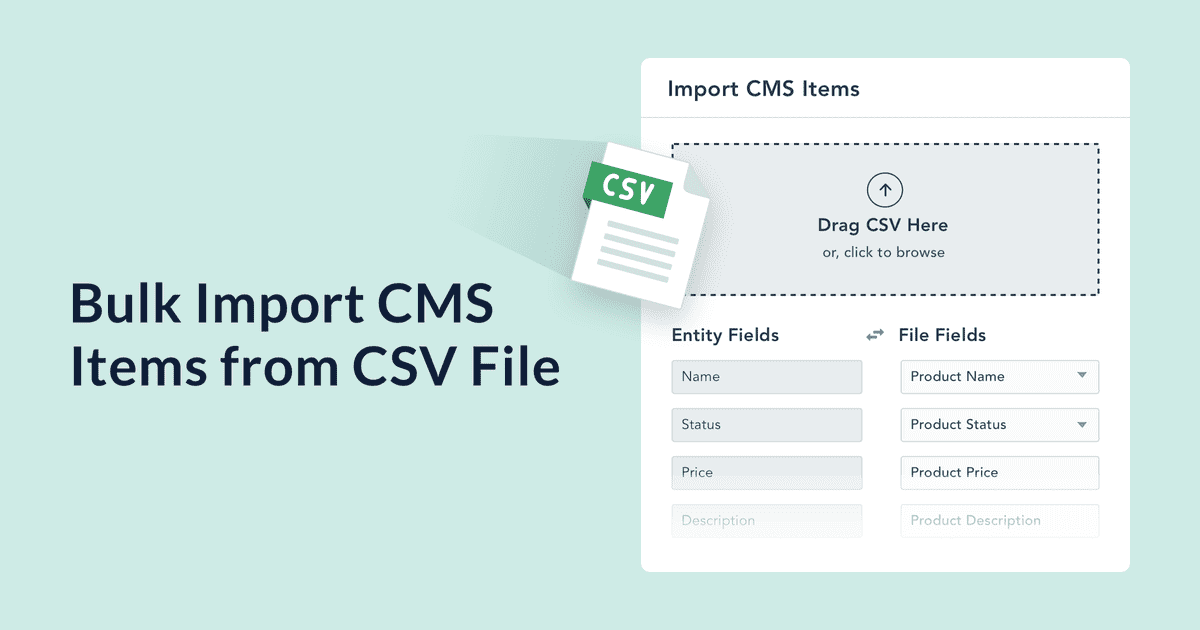 Bulk Import CMS
Items from CSV File
Import CMS Items
CSV
Drag CSV Here
or, click to browse
Entity Fields
File Fields
Name
Product Name
Status
Product Status
Price
Product Price
Description
Product Description